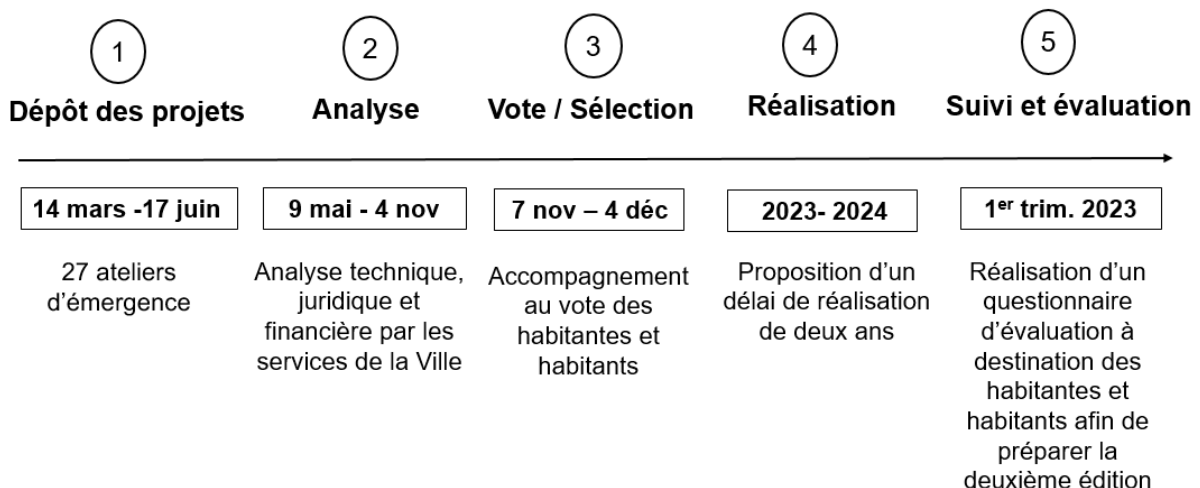 1
Dépôt des projets
14 mars -17 juin
27 ateliers
d’émergence
2
Analyse
9 mai - 4 nov
Analyse technique,
juridique et
financière par les
services de la Ville
3
Vote / Sélection
7 nov – 4 déc
Accompagnement
au vote des
habitantes et
habitants
4
Réalisation
2023- 2024
Proposition d’un
délai de réalisation
de deux ans
5
Suivi et évaluation
1er trim. 2023
Réalisation d’un
questionnaire
d’évaluation à
destination des
habitantes et
habitants afin de
préparer la
deuxième édition